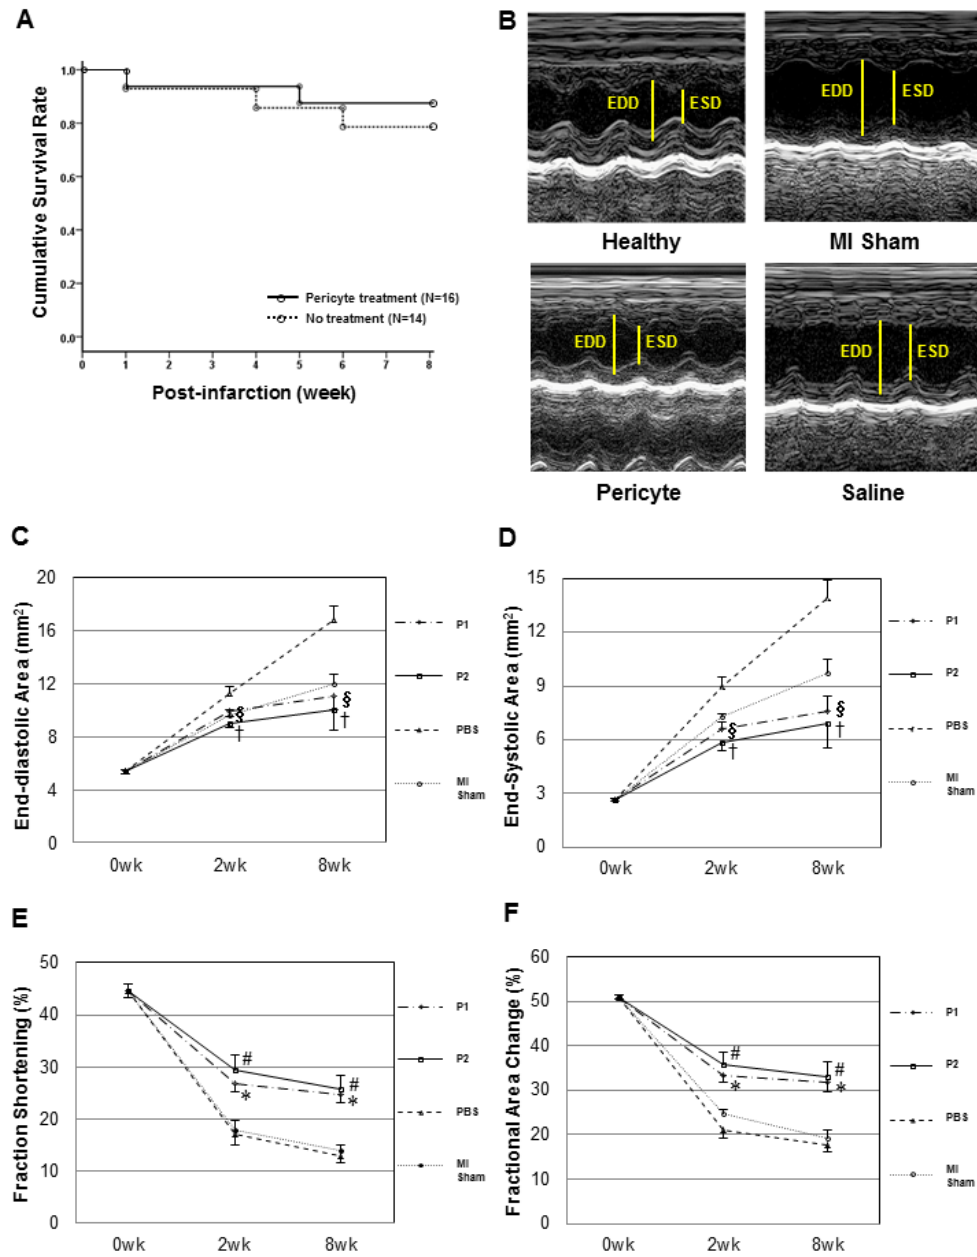 A
Cumulative Survival Rate
1.0
0.8
0.6
0.4
0.2
0.0
Pericyte treatment (N=16)
No treatment (N=14)
0 1 2 3 4 5 6 7 8
Post-infarction (week)
B
EDD ESD
Healthy
EDD ESD
MI Sham
EDD ESD
Pericyte
EDD ESD
Saline
C
End-diastolic Area (mm²)
20
16
12
8
4
0
§
†
§
†
0wk 2wk 8wk
P1
P2
PBS
MI
Sham
D
End-Systolic Area (mm²)
15
12
9
6
3
0
§
†
§
†
0wk 2wk 8wk
P1
P2
PBS
MI
Sham
E
Fraction Shortening (%)
50
40
30
20
10
0
#
*
#
*
0wk 2wk 8wk
P1
P2
PBS
MI
Sham
F
Fractional Area Change (%)
60
50
40
30
20
10
0
#
*
#
*
0wk 2wk 8wk
P1
P2
PBS
MI
Sham